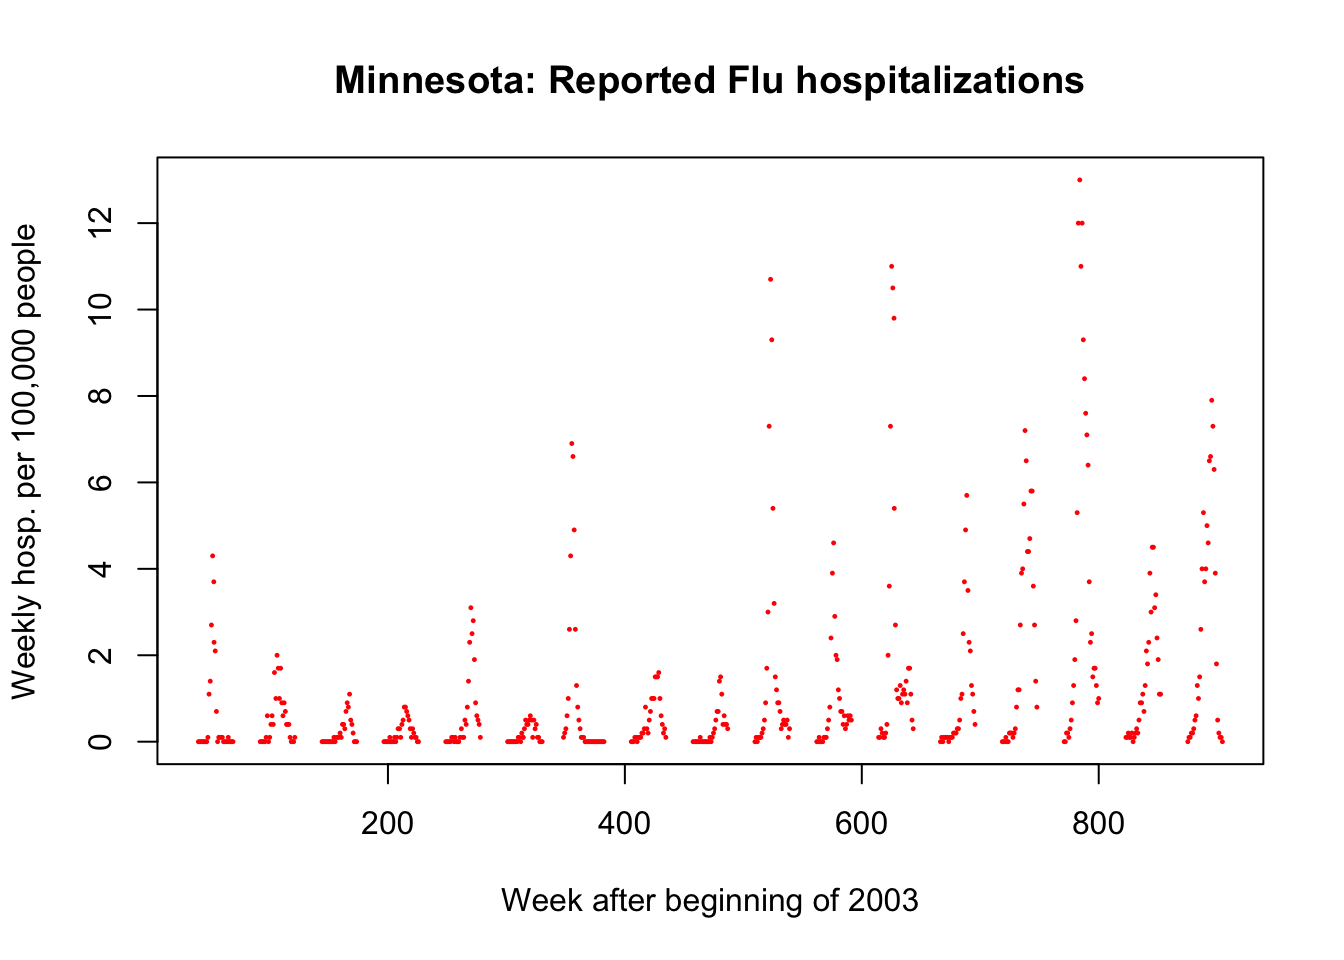 Minnesota: Reported Flu hospitalizations
Weekly hosp. per 100,000 people
12
10
8
6
4
2
0
200 400 600 800
Week after beginning of 2003